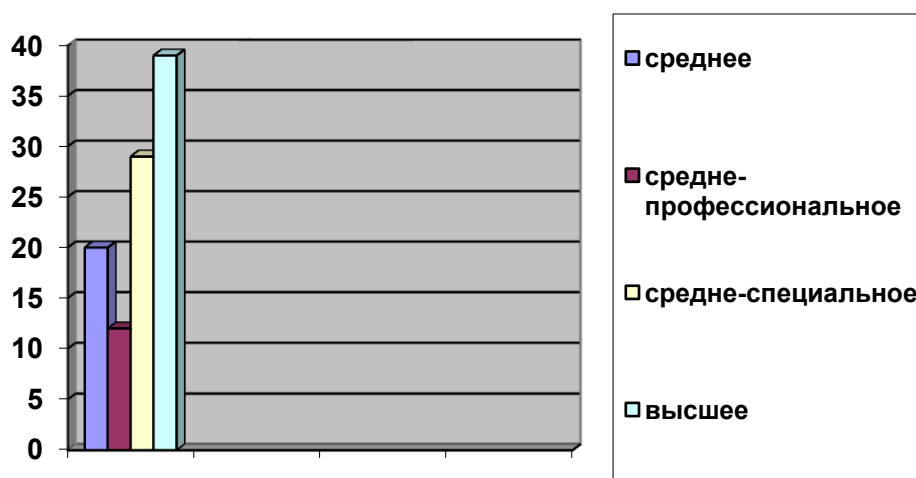 40
35
30
25
20
15
10
5
0
среднее
средне-
профессиональное
средне-специальное
высшее